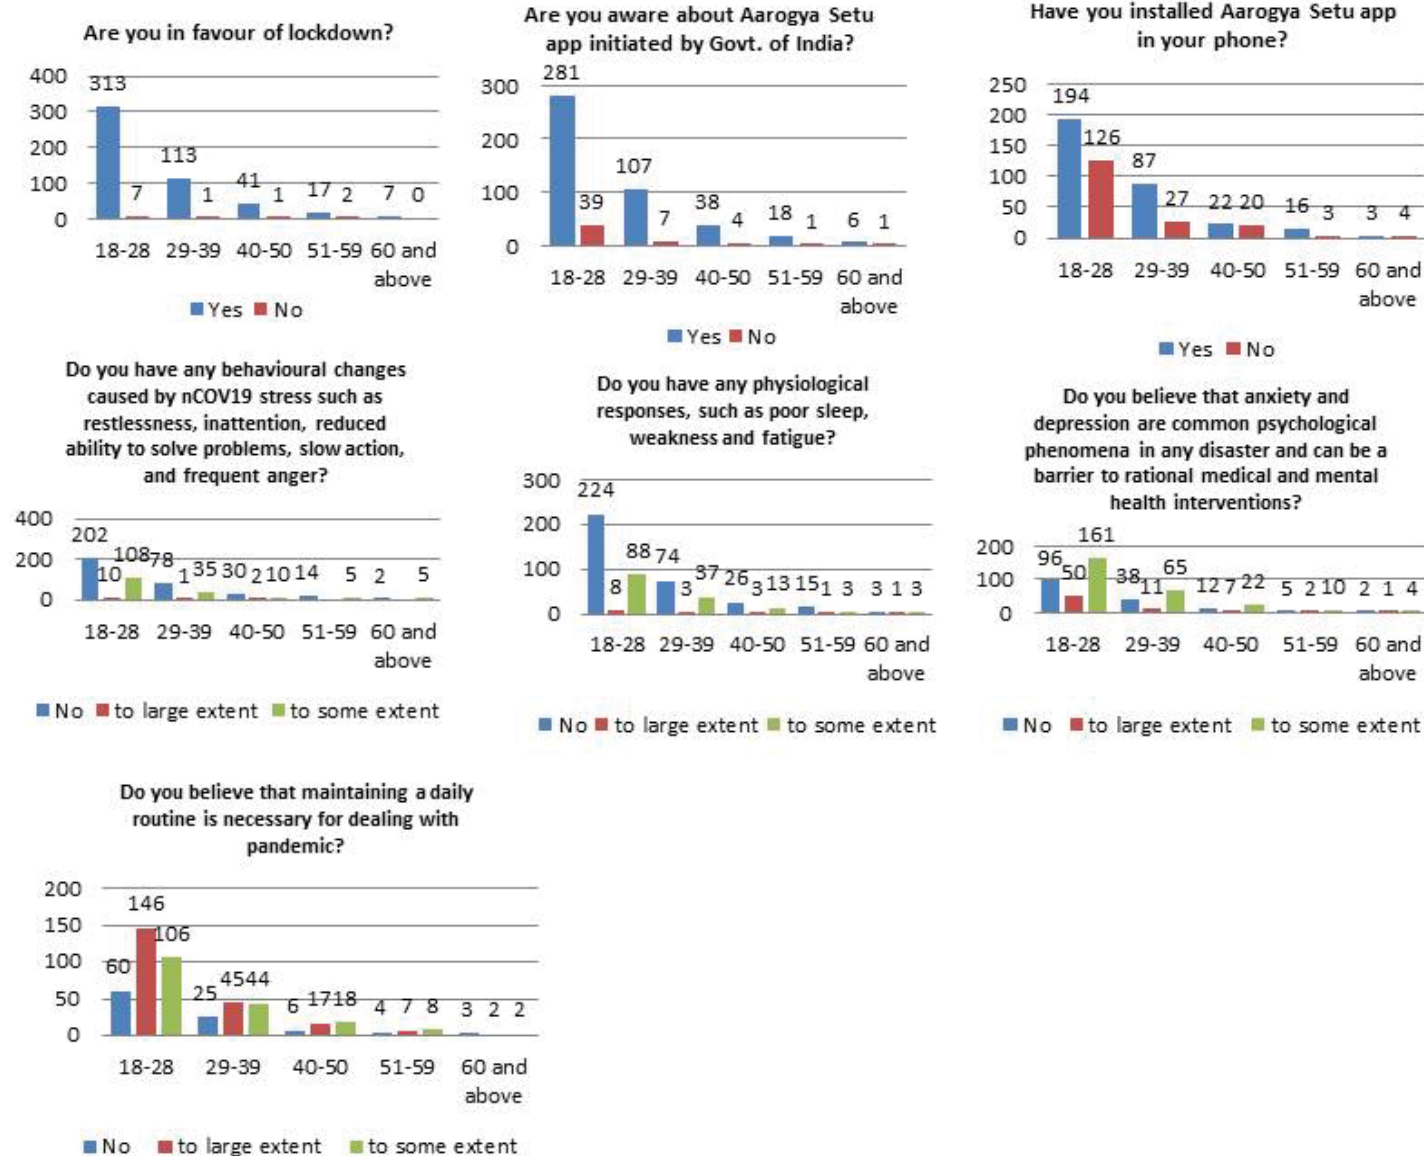 Are you in favour of lockdown?
400
300
200
100
0
313
7
113
1
41
1
17
2
7
0
18-28 29-39 40-50 51-59 60 and
above
Yes No
Are you aware about Aarogya Setu
app initiated by Govt. of India?
300
200
100
0
281
39
107
7
38
4
18
1
6
1
18-28 29-39 40-50 51-59 60 and
above
Yes No
Have you installed Aarogya Setu app
in your phone?
250
200
150
100
50
0
194
126
87
27
22
20
16
3
3
4
18-28 29-39 40-50 51-59 60 and
above
Yes No
Do you have any behavioural changes
caused by nCOV19 stress such as
restlessness, inattention, reduced
ability to solve problems, slow action,
and frequent anger?
400
200
0
202
10
108
78
1
35
30
2
10
14
5
2
5
18-28 29-39 40-50 51-59 60 and
above
No to large extent to some extent
Do you have any physiological
responses, such as poor sleep,
weakness and fatigue?
300
200
100
0
224
8
88
74
3
37
26
3
13
15
1
3
3
1
3
18-28 29-39 40-50 51-59 60 and
above
No to large extent to some extent
Do you believe that anxiety and
depression are common psychological
phenomena in any disaster and can be a
barrier to rational medical and mental
health interventions?
200
100
0
96
50
161
38
11
65
12
7
22
5
2
10
2
1
4
18-28 29-39 40-50 51-59 60 and
above
No to large extent to some extent
Do you believe that maintaining a daily
routine is necessary for dealing with
pandemic?
200
150
100
50
0
60
146
106
25
45
44
6
17
18
4
7
8
3
2
2
18-28 29-39 40-50 51-59 60 and
above
No to large extent to some extent